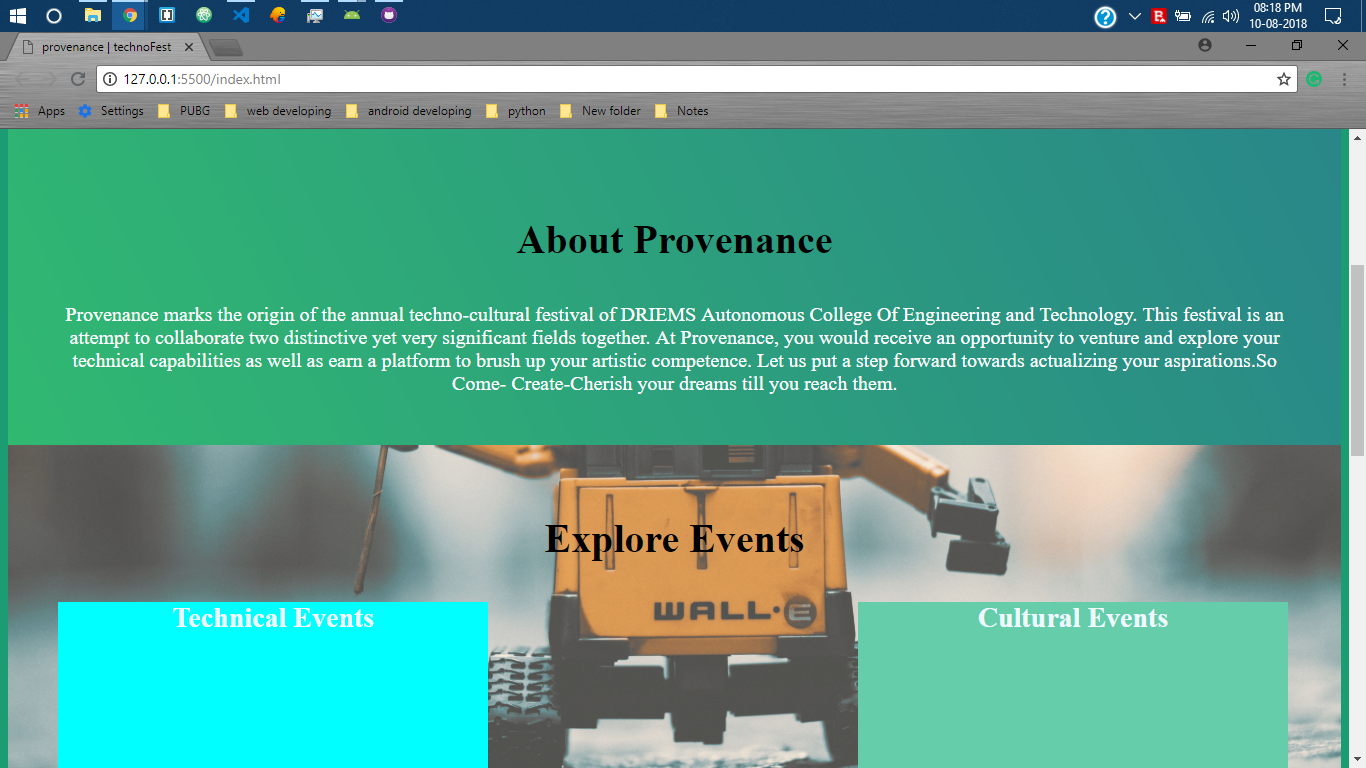 08:18 PM
10-08-2018
provenance | technoFest
127.0.0.1:5500/index.html
Apps Settings PUBG web developing android developing python New folder Notes
About Provenance
Provenance marks the origin of the annual techno-cultural festival of DRIEMS Autonomous College Of Engineering and Technology. This festival is an
attempt to collaborate two distinctive yet very significant fields together. At Provenance, you would receive an opportunity to venture and explore your
technical capabilities as well as earn a platform to brush up your artistic competence. Let us put a step forward towards actualizing your aspirations.So
Come- Create-Cherish your dreams till you reach them.
Explore Events
WALL·E
Technical Events
Cultural Events